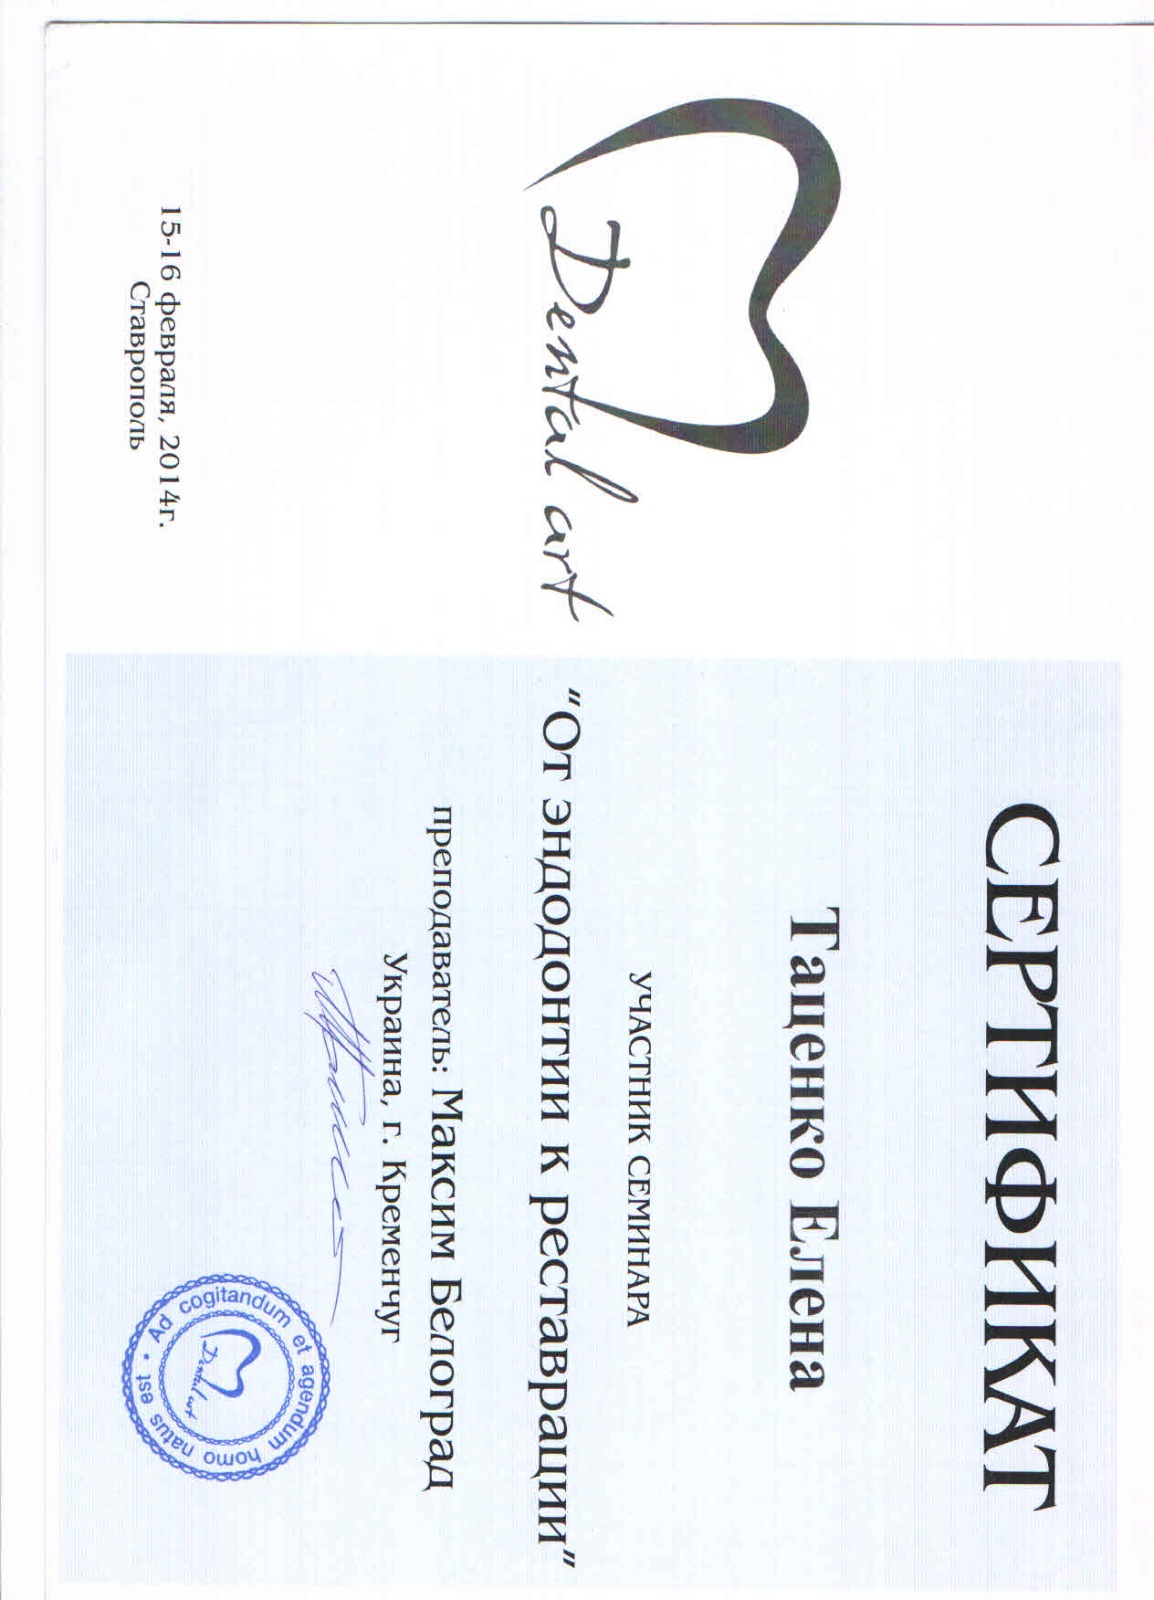 Dental art
15-16 февраля, 2014г.
Ставрополь
СЕРТИФИКАТ
Таценко Елена
УЧАСТНИК СЕМИНАРА
“От эндодонтии к реставрации”
преподаватель: Максим Белоград
Украина, г. Кременчуг
Ad cogitandum et agendum homo natus est •
Dental art